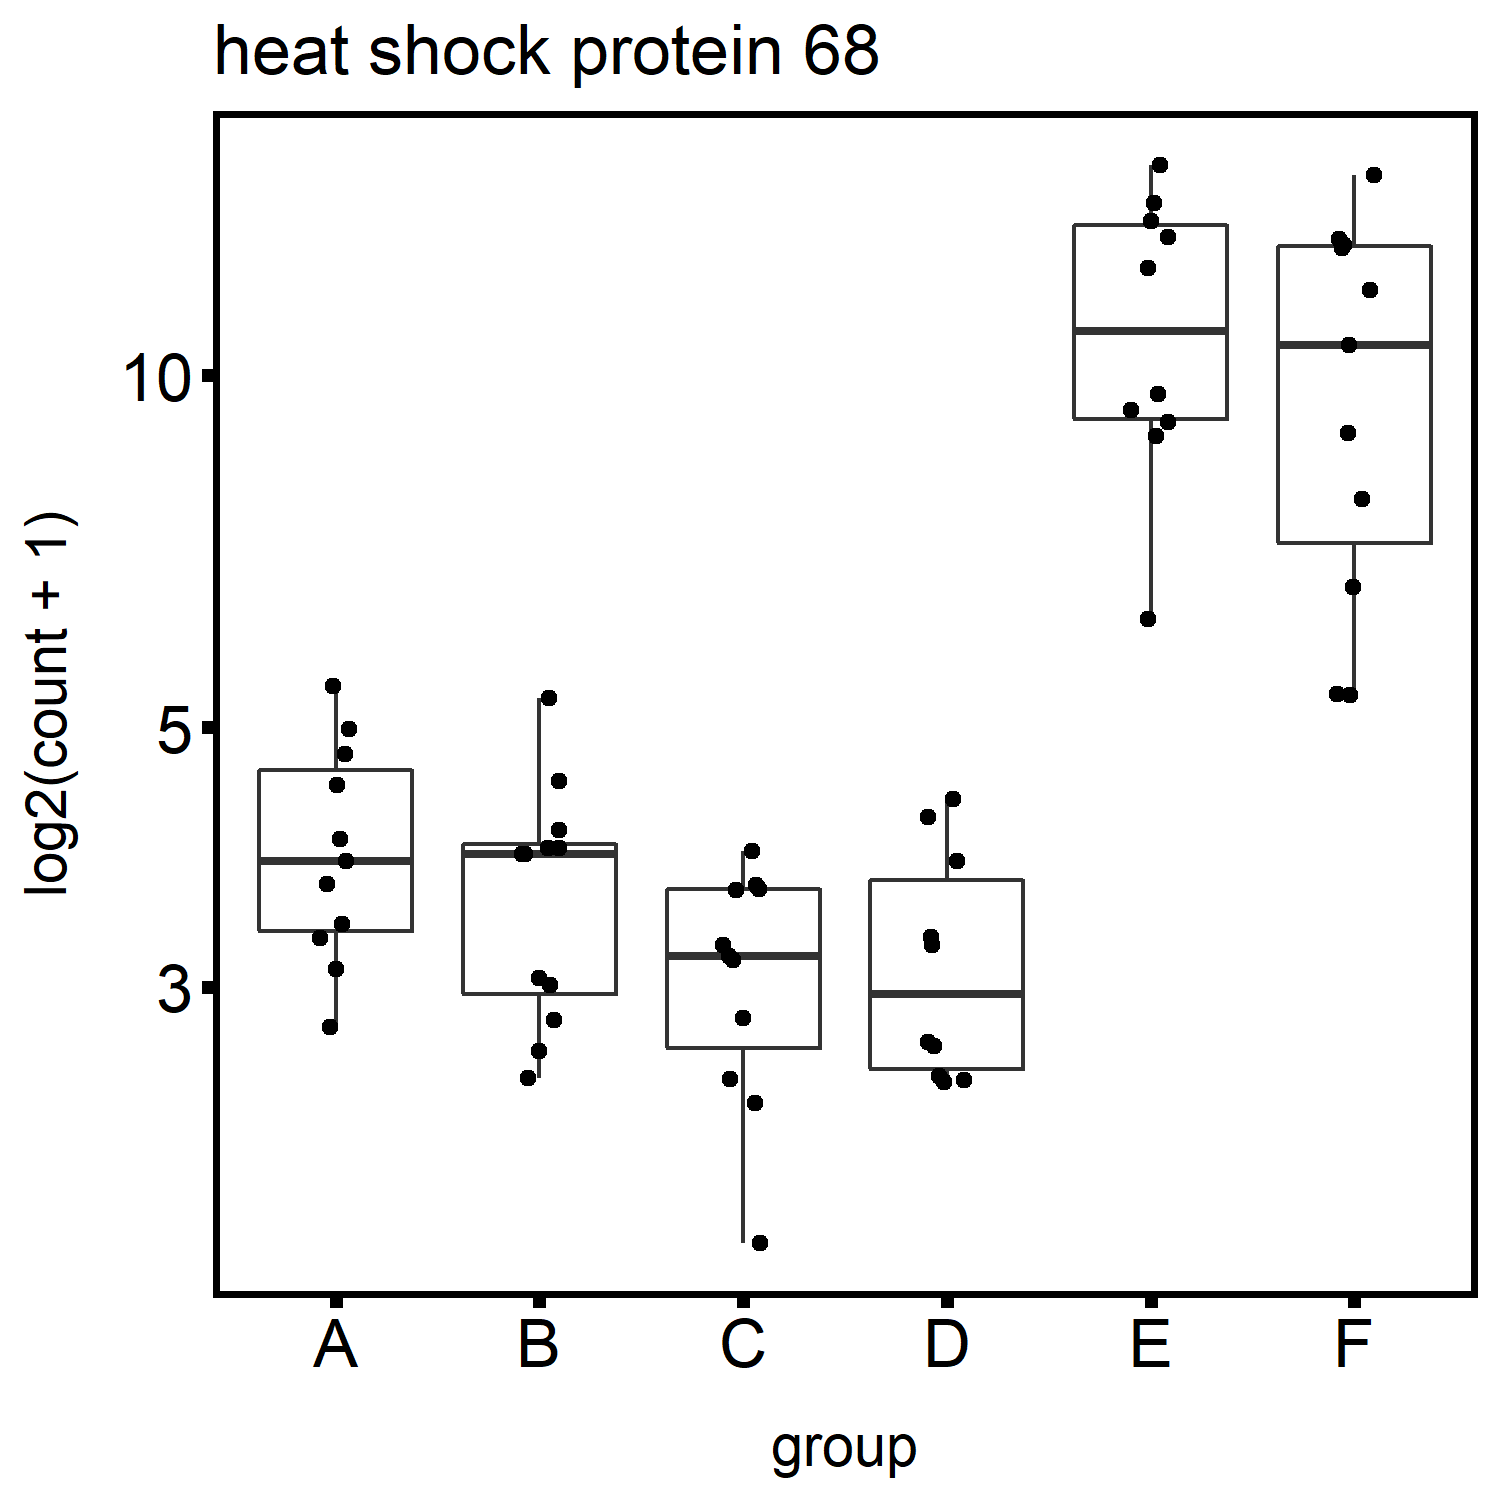 heat shock protein 68
log2(count + 1)
10
5
3
A B C D E F
group